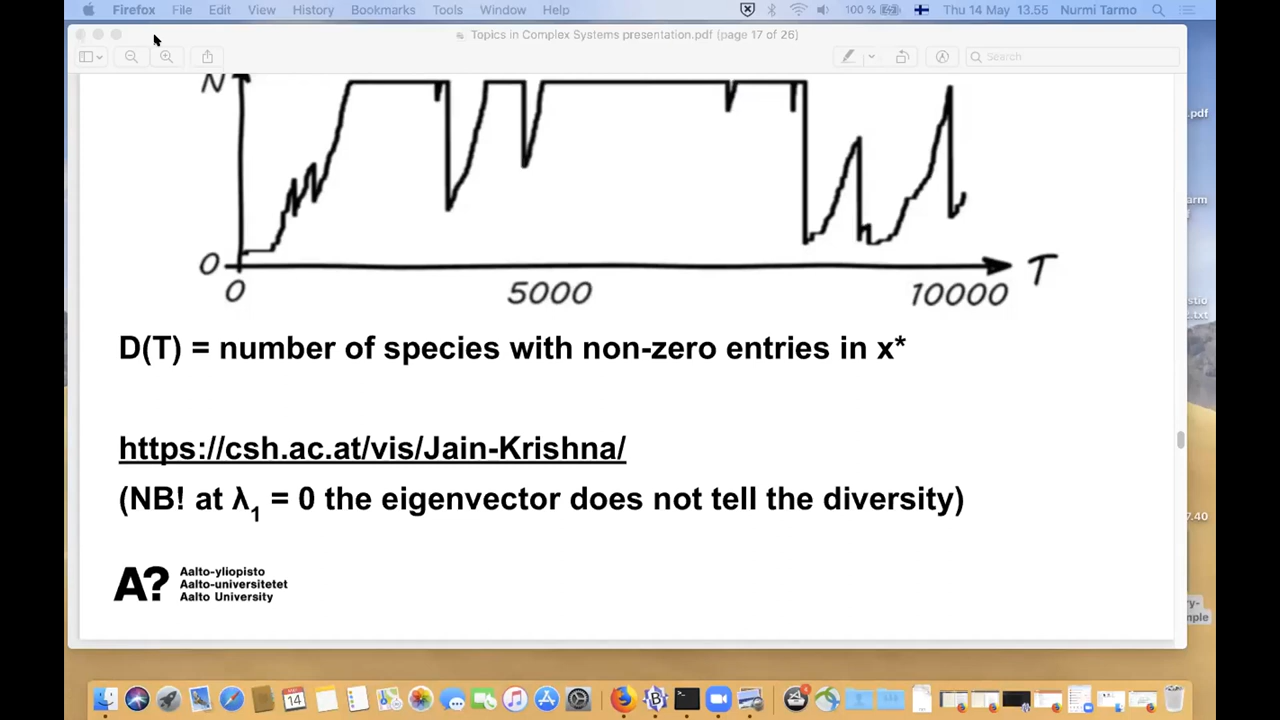 Firefox File Edit View History Bookmarks Tools Window Help 100 % Thu 14 May 13.55 Nurmi Tarmo
Topics in Complex Systems presentation.pdf (page 17 of 26)
Search
N
0
0 5000 10000 T
D(T) = number of species with non-zero entries in x*
https://csh.ac.at/vis/Jain-Krishna/
(NB! at λ1 = 0 the eigenvector does not tell the diversity)
A?
Aalto-yliopisto
Aalto-universitetet
Aalto University
.pdf
14